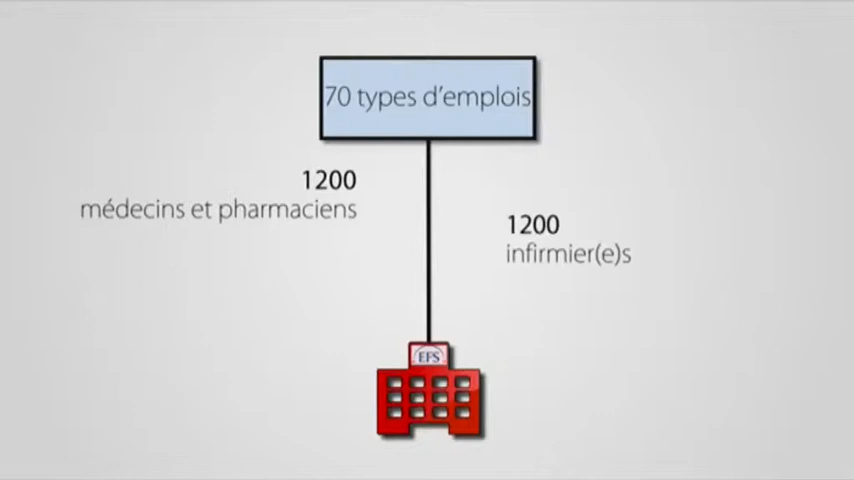 70 types d’emplois
1200
médecins et pharmaciens
1200
infirmier(e)s
EFS